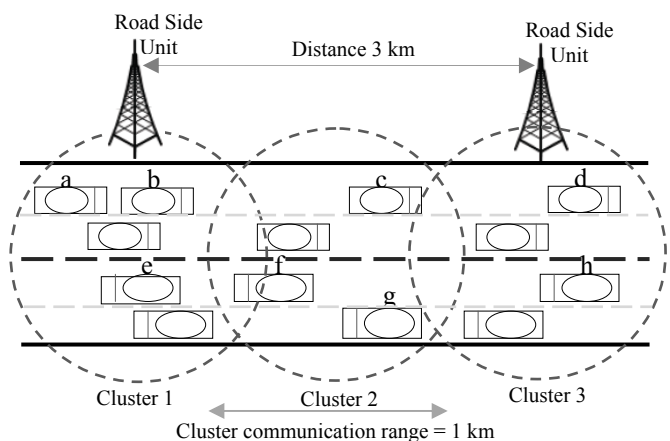 Road Side
Unit
Distance 3 km
Road Side
Unit
a
b
c
d
e
f
g
h
Cluster 1
Cluster 2
Cluster 3
Cluster communication range = 1 km